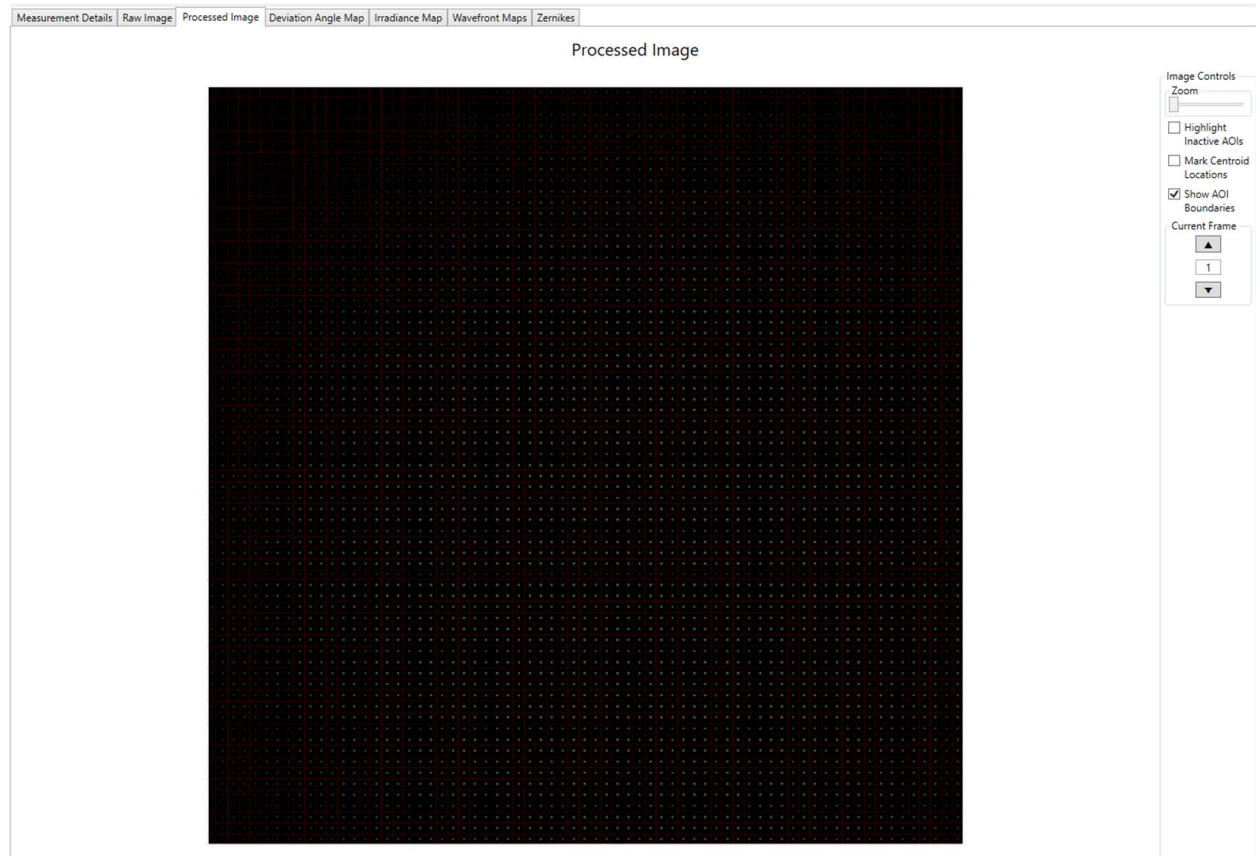 Measurement Details Raw Image Processed Image Deviation Angle Map Irradiance Map Wavefront Maps Zernikes
Processed Image
Image Controls
Zoom
Highlight
Inactive AOIs
Mark Centroid
Locations
Show AOI
Boundaries
Current Frame
1